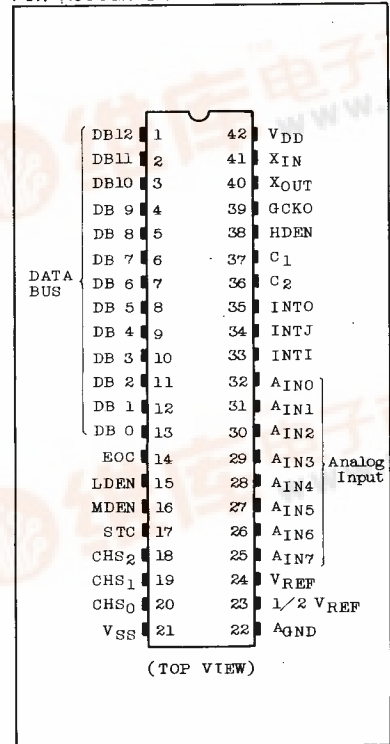 DB12 1 42 VDD
DB11 2 41 XIN
DB10 3 40 XOUT
DB 9 4 39 GCKO
DB 8 5 38 HDEN
DB 7 6 37 C1
DATA BUS DB 6 7 36 C2
DB 5 8 35 INTO
DB 4 9 34 INTJ
DB 3 10 33 INTI
DB 2 11 32 AIN0
DB 1 12 31 AIN1
DB 0 13 30 AIN2
EOC 14 29 AIN3 Analog Input
LDEN 15 28 AIN4
MDEN 16 27 AIN5
STC 17 26 AIN6
CHS2 18 25 AIN7
CHS1 19 24 VREF
CHS0 20 23 1/2 VREF
VSS 21 22 AGND
(TOP VIEW)